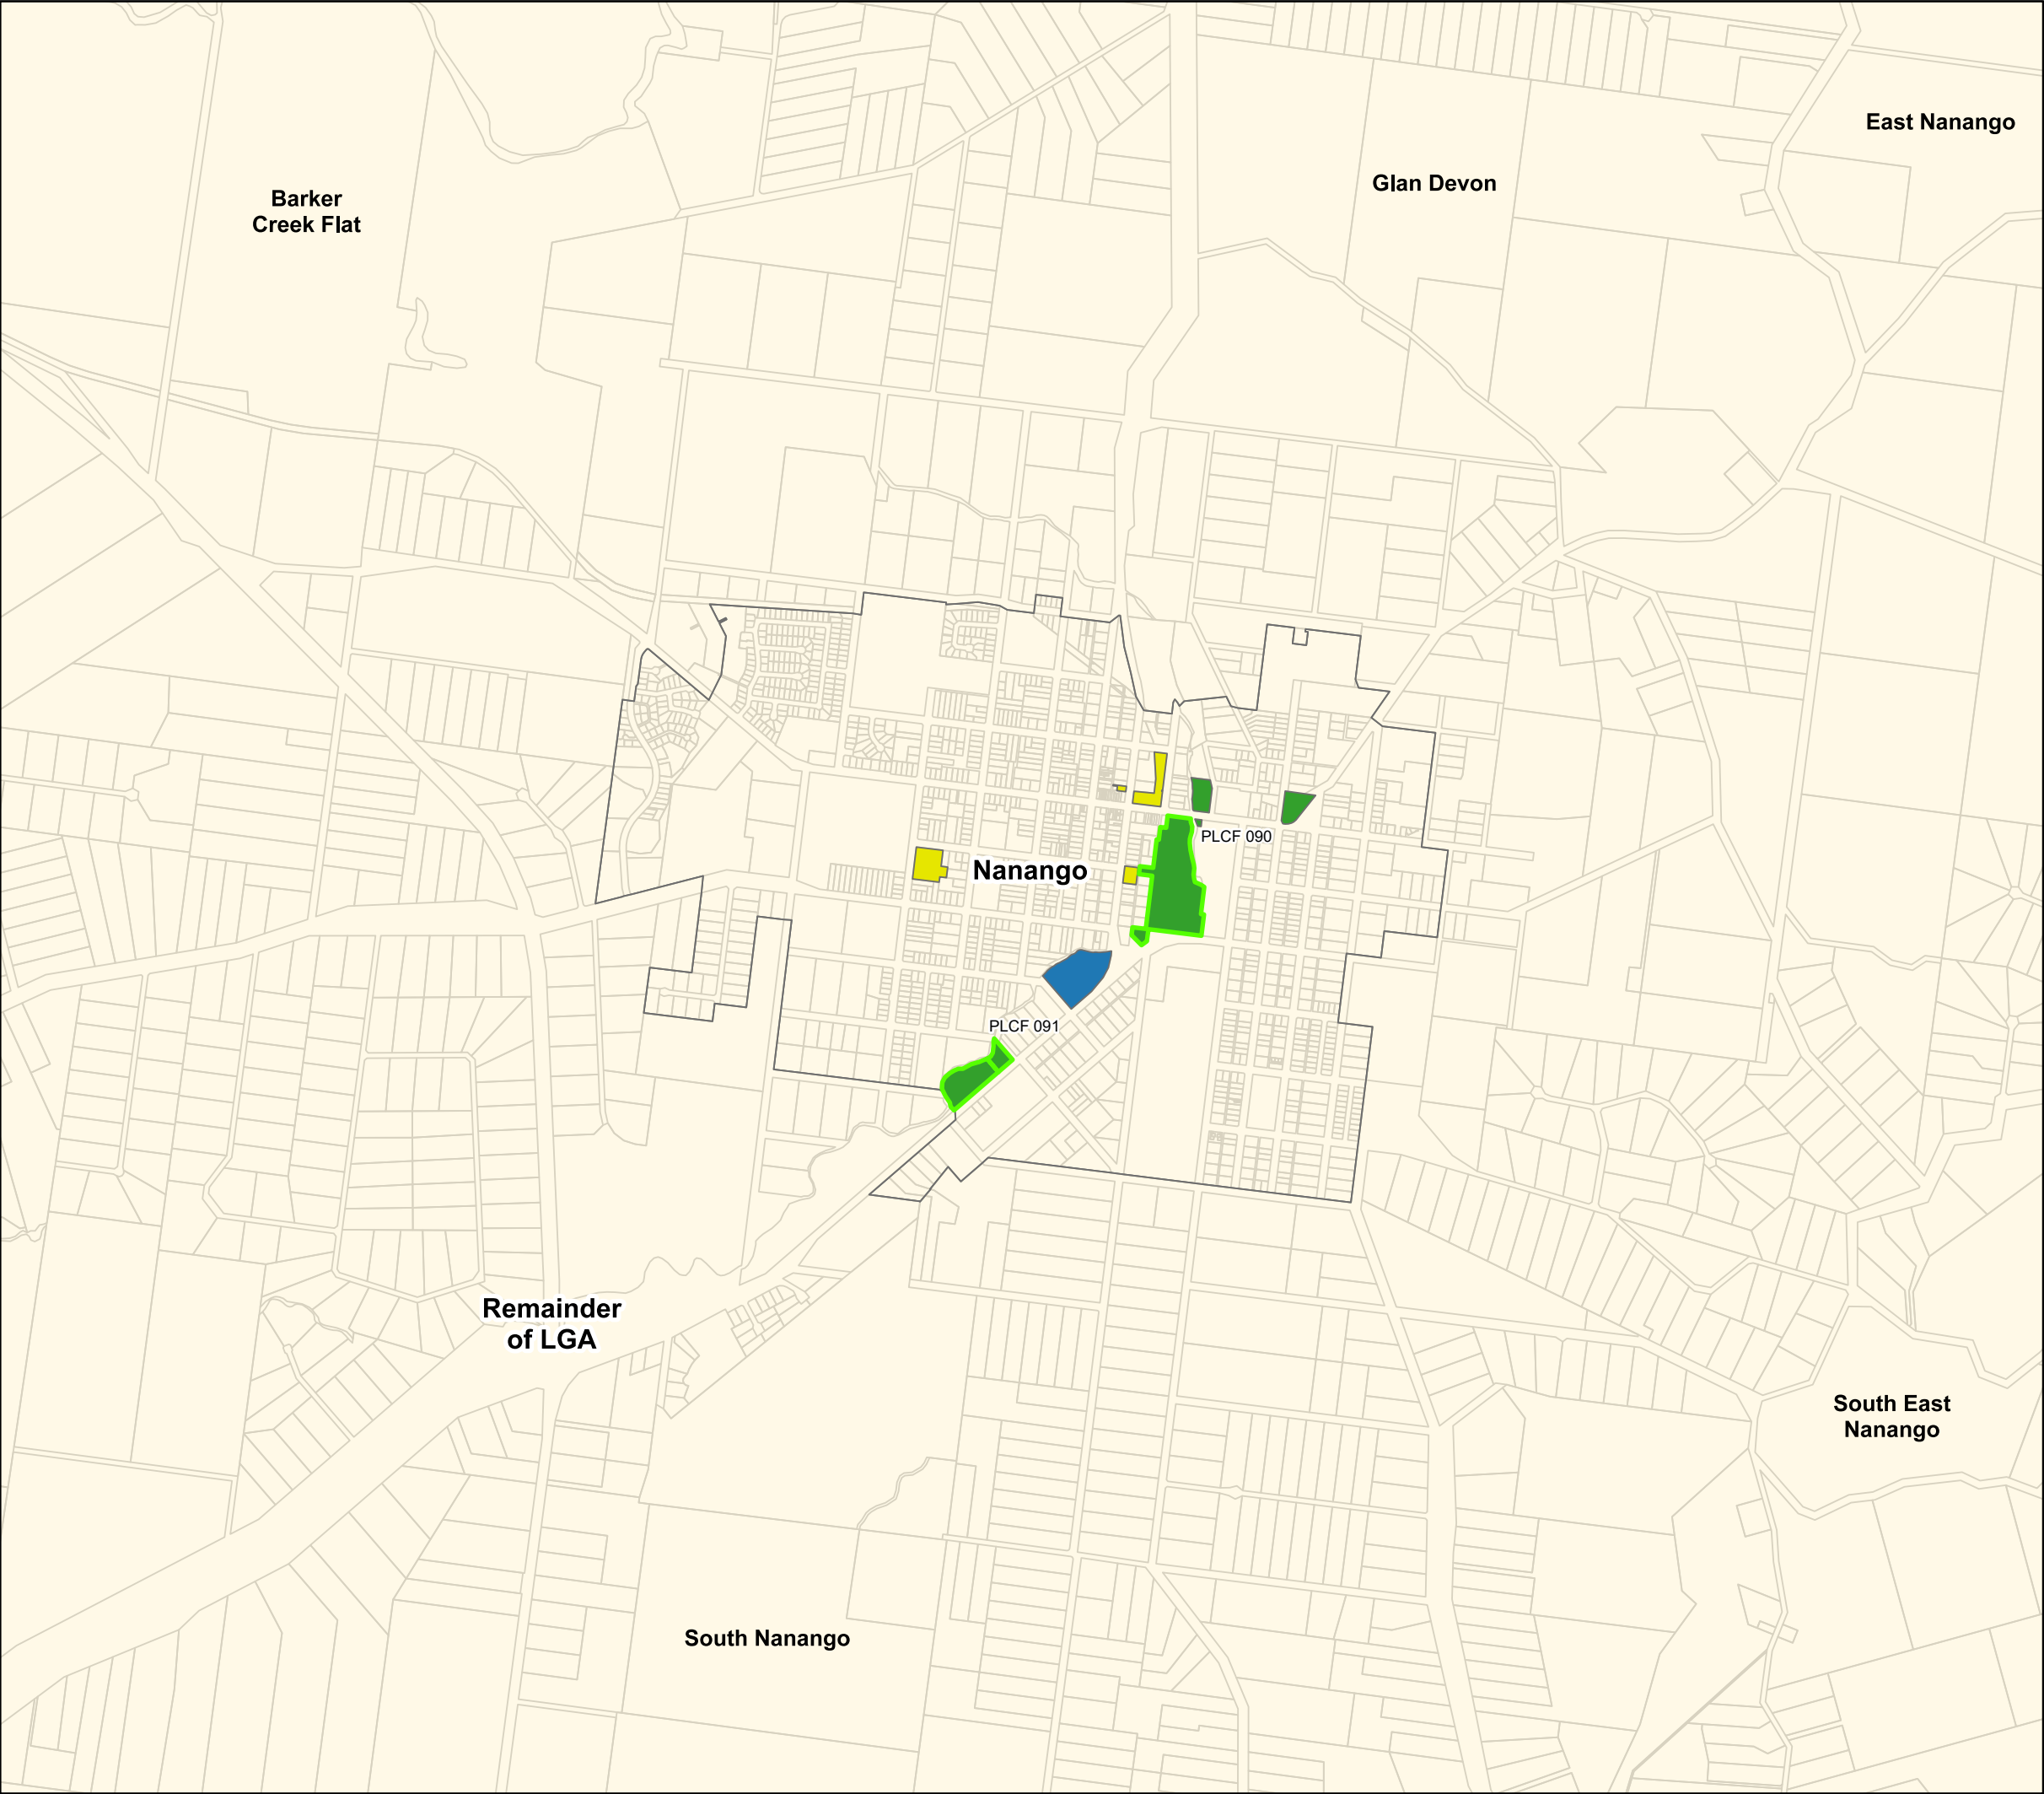 East Nanango
Glan Devon
Barker
Creek Flat
PLCF 090
Nanango
PLCF 091
Remainder
of LGA
South East
Nanango
South Nanango